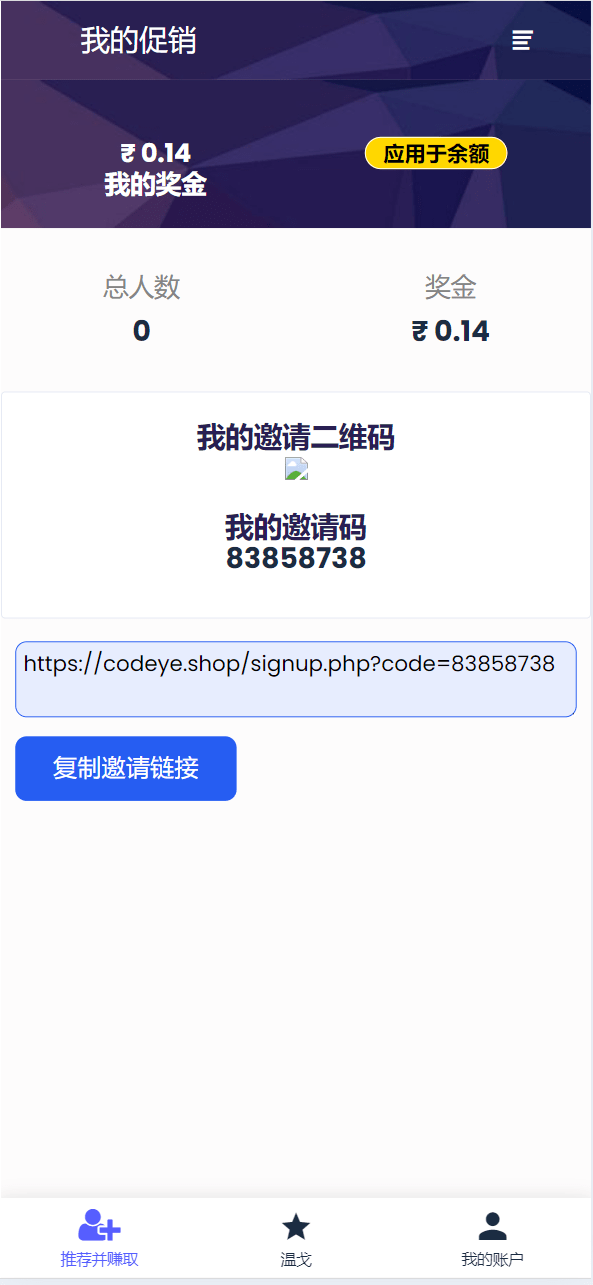 我的促销
₹ 0.14
我的奖金
应用于余额
总人数
0
奖金
₹ 0.14
我的邀请二维码
我的邀请码
83858738
https://codeye.shop/signup.php?code=83858738
复制邀请链接
推荐并赚取
温戈
我的账户